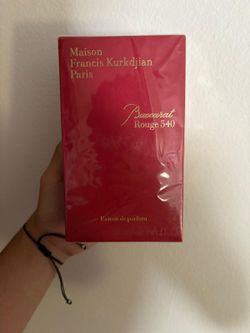 Maison
Francis Kurkdjian
Paris
Baccarat
Rouge 540
Extrait de parfum